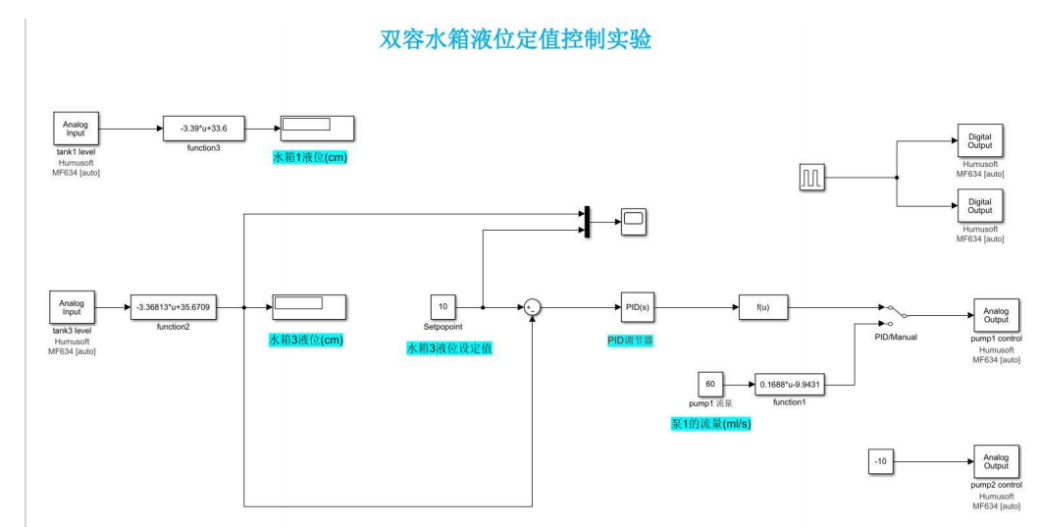 双容水箱液位定值控制实验
Analog
Input
tank1 level
Humusoft
MF634 [auto]
-3.39*u+33.6
function3
水箱1液位(cm)
Digital
Output
Humusoft
MF634 [auto]
Digital
Output
Humusoft
MF634 [auto]
Analog
Input
tank3 level
Humusoft
MF634 [auto]
-3.36813*u+35.6709
function2
水箱3液位(cm)
10
Setpopoint
水箱3液位设定值
+
-
PID(s)
PID调节器
f(u)
PID/Manual
Analog
Output
pump1 control
Humusoft
MF634 [auto]
60
pump1 流量
泵1的流量(ml/s)
0.1688*u-9.9431
function1
-10
Analog
Output
pump2 control
Humusoft
MF634 [auto]